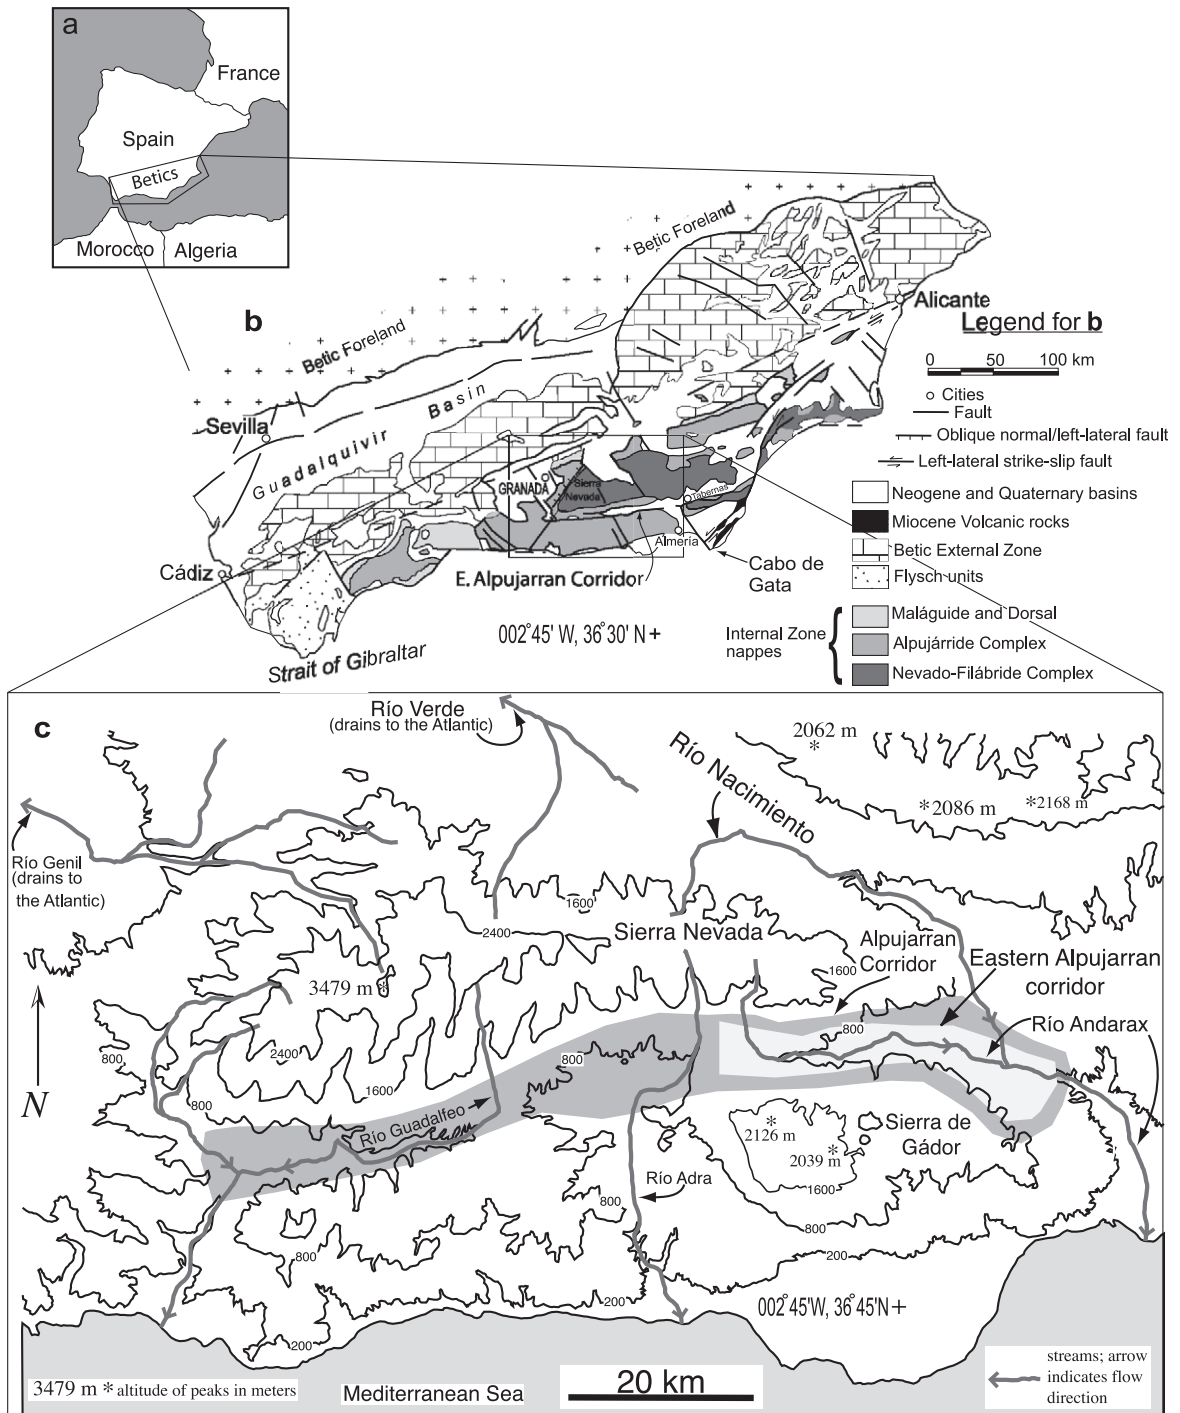 a
France
Spain
Betics
Morocco
Algeria
b
Betic Foreland
Betic Foreland
Alicante
Legend for b
0 50 100 km
Cities
Fault
Oblique normal/left-lateral fault
Left-lateral strike-slip fault
Neogene and Quaternary basins
Miocene Volcanic rocks
Betic External Zone
Flysch units
Internal Zone
nappes
Maláguide and Dorsal
Alpujárride Complex
Nevado-Filábride Complex
Sevilla
Guadalquivir Basin
GRANADA
Sierra
Nevada
Tabernas
Almería
Cádiz
E. Alpujarran Corridor
Cabo de
Gata
002°45' W, 36°30' N +
Strait of Gibraltar
c
Río Verde
(drains to the Atlantic)
2062 m
*
Río Nacimiento
*2086 m
*2168 m
Río Genil
(drains to
the Atlantic)
1600
2400
Sierra Nevada
Alpujarran
Corridor
1600
Eastern Alpujarran
corridor
3479 m *
Río Andarax
800
800
2400
800
1600
N
800
Río Guadalfeo
*
2126 m
*
2039 m
Sierra de
Gádor
Río Adra
1600
800
800
800
200
200
002°45'W, 36°45'N +
200
3479 m * altitude of peaks in meters
Mediterranean Sea
20 km
streams; arrow
indicates flow
direction